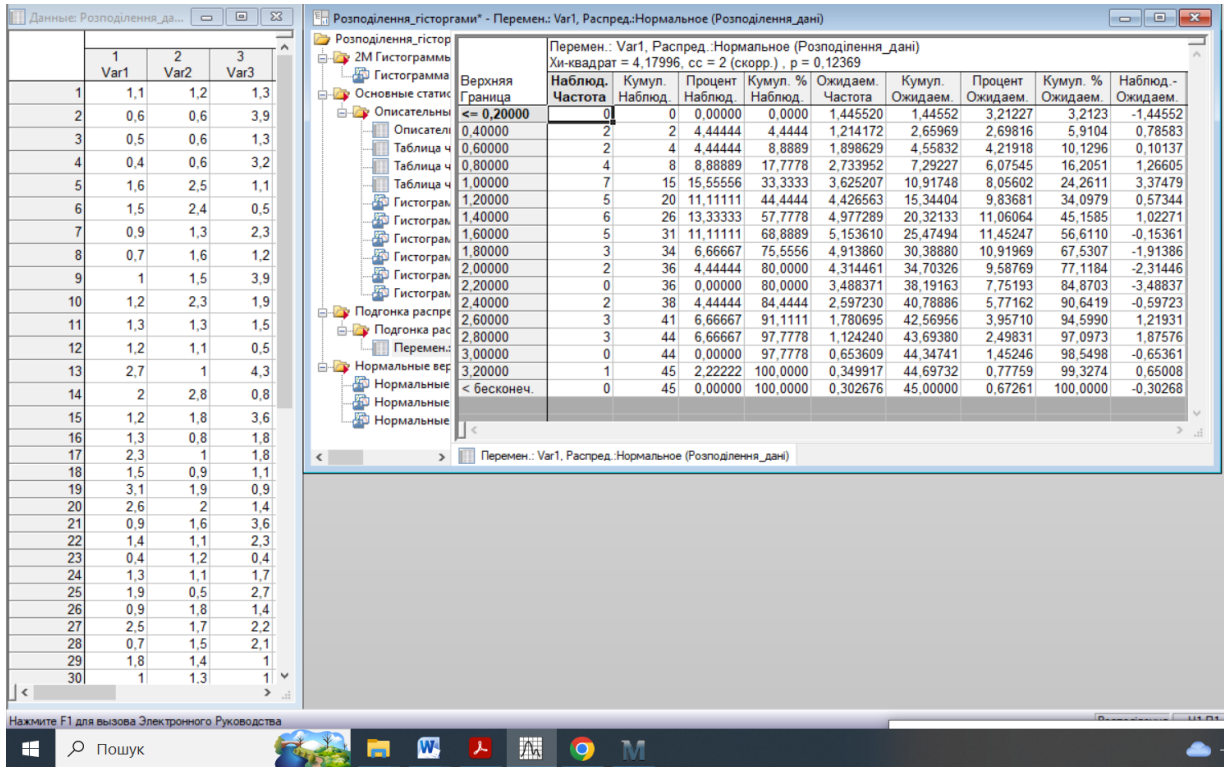 Данные: Розподілення_да...
1 2 3
Var1 Var2 Var3
1 1,1 1,2 1,3
2 0,6 0,6 3,9
3 0,5 0,6 1,3
4 0,4 0,6 3,2
5 1,6 2,5 1,1
6 1,5 2,4 0,5
7 0,9 1,3 2,3
8 0,7 1,6 1,2
9 1 1,5 3,9
10 1,2 2,3 1,9
11 1,3 1,3 1,5
12 1,2 1,1 0,5
13 2,7 1 4,3
14 2 2,8 0,8
15 1,2 1,8 3,6
16 1,3 0,8 1,8
17 2,3 1 1,8
18 1,5 0,9 1,1
19 3,1 1,9 0,9
20 2,6 2 1,4
21 0,9 1,6 3,6
22 1,4 1,1 2,3
23 0,4 1,2 0,4
24 1,3 1,1 1,7
25 1,9 0,5 2,7
26 0,9 1,8 1,4
27 2,5 1,7 2,2
28 0,7 1,5 2,1
29 1,8 1,4 1
30 1 1,3 1
Розподілення_гісторгами* - Перемен.: Var1, Распред.:Нормальное (Розподілення_дані)
Розподілення_гістор
2М Гистограммы
Гистограмма
Основные статис
Описательны
Описател
Таблица ч
Таблица ч
Таблица ч
Гистограм
Гистограм
Гистограм
Гистограм
Гистограм
Гистограм
Подгонка распре
Подгонка рас
Перемен.:
Нормальные вер
Нормальные
Нормальные
Нормальные
Перемен.: Var1, Распред.:Нормальное (Розподілення_дані)
Хи-квадрат = 4,17996, сс = 2 (скорр.) , p = 0,12369
Верхняя Наблюд. Кумул. Процент Кумул. % Ожидаем. Кумул. Процент Кумул. % Наблюд.-
Граница Частота Наблюд. Наблюд. Наблюд. Частота Ожидаем. Ожидаем. Ожидаем. Ожидаем.
<= 0,20000 0 0 0,00000 0,0000 1,445520 1,44552 3,21227 3,2123 -1,44552
0,40000 2 2 4,44444 4,4444 1,214172 2,65969 2,69816 5,9104 0,78583
0,60000 2 4 4,44444 8,8889 1,898629 4,55832 4,21918 10,1296 0,10137
0,80000 4 8 8,88889 17,7778 2,733952 7,29227 6,07545 16,2051 1,26605
1,00000 7 15 15,55556 33,3333 3,625207 10,91748 8,05602 24,2611 3,37479
1,20000 5 20 11,11111 44,4444 4,426563 15,34404 9,83681 34,0979 0,57344
1,40000 6 26 13,33333 57,7778 4,977289 20,32133 11,06064 45,1585 1,02271
1,60000 5 31 11,11111 68,8889 5,153610 25,47494 11,45247 56,6110 -0,15361
1,80000 3 34 6,66667 75,5556 4,913860 30,38880 10,91969 67,5307 -1,91386
2,00000 2 36 4,44444 80,0000 4,314461 34,70326 9,58769 77,1184 -2,31446
2,20000 0 36 0,00000 80,0000 3,488371 38,19163 7,75193 84,8703 -3,48837
2,40000 2 38 4,44444 84,4444 2,597230 40,78886 5,77162 90,6419 -0,59723
2,60000 3 41 6,66667 91,1111 1,780695 42,56956 3,95710 94,5990 1,21931
2,80000 3 44 6,66667 97,7778 1,124240 43,69380 2,49831 97,0973 1,87576
3,00000 0 44 0,00000 97,7778 0,653609 44,34741 1,45246 98,5498 -0,65361
3,20000 1 45 2,22222 100,0000 0,349917 44,69732 0,77759 99,3274 0,65008
< бесконеч. 0 45 0,00000 100,0000 0,302676 45,00000 0,67261 100,0000 -0,30268
Перемен.: Var1, Распред.:Нормальное (Розподілення_дані)
Нажмите F1 для вызова Электронного Руководства
Пошук